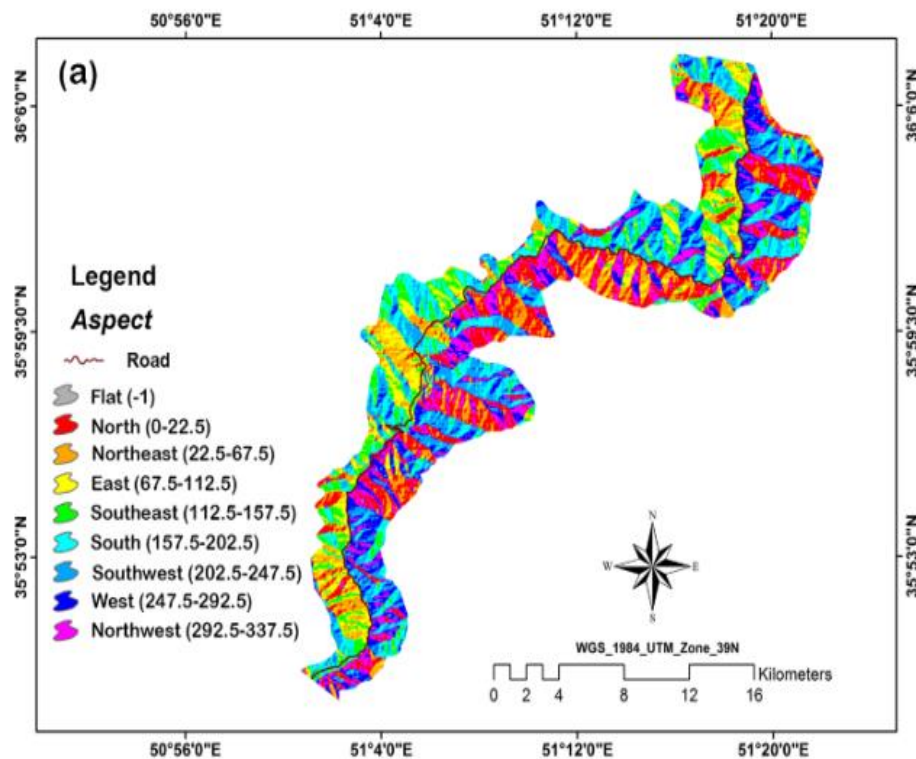 50°56'0"E 51°4'0"E 51°12'0"E 51°20'0"E
(a)
36°6'0"N 36°6'0"N
35°59'30"N 35°59'30"N
35°53'0"N 35°53'0"N
Legend
Aspect
Road
Flat (-1)
North (0-22.5)
Northeast (22.5-67.5)
East (67.5-112.5)
Southeast (112.5-157.5)
South (157.5-202.5)
Southwest (202.5-247.5)
West (247.5-292.5)
Northwest (292.5-337.5)
N
W E
S
WGS_1984_UTM_Zone_39N
Kilometers
0 2 4 8 12 16
50°56'0"E 51°4'0"E 51°12'0"E 51°20'0"E